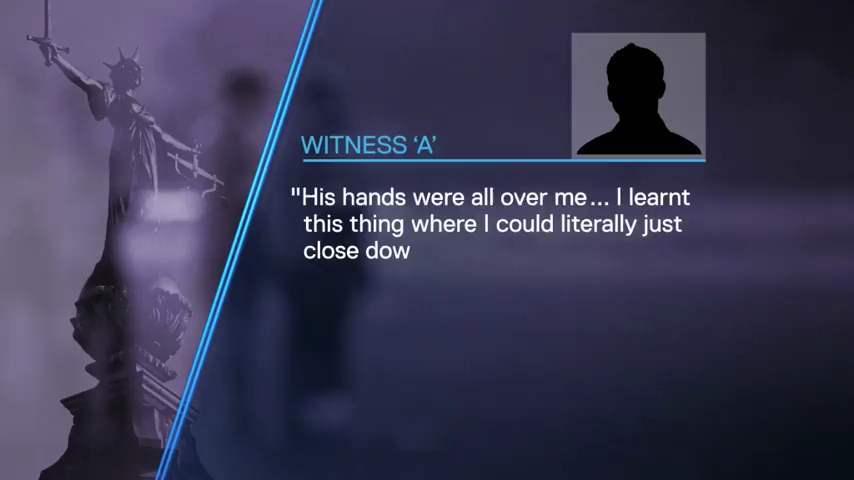 WITNESS ‘A’
"His hands were all over me... I learnt
this thing where I could literally just
close dow